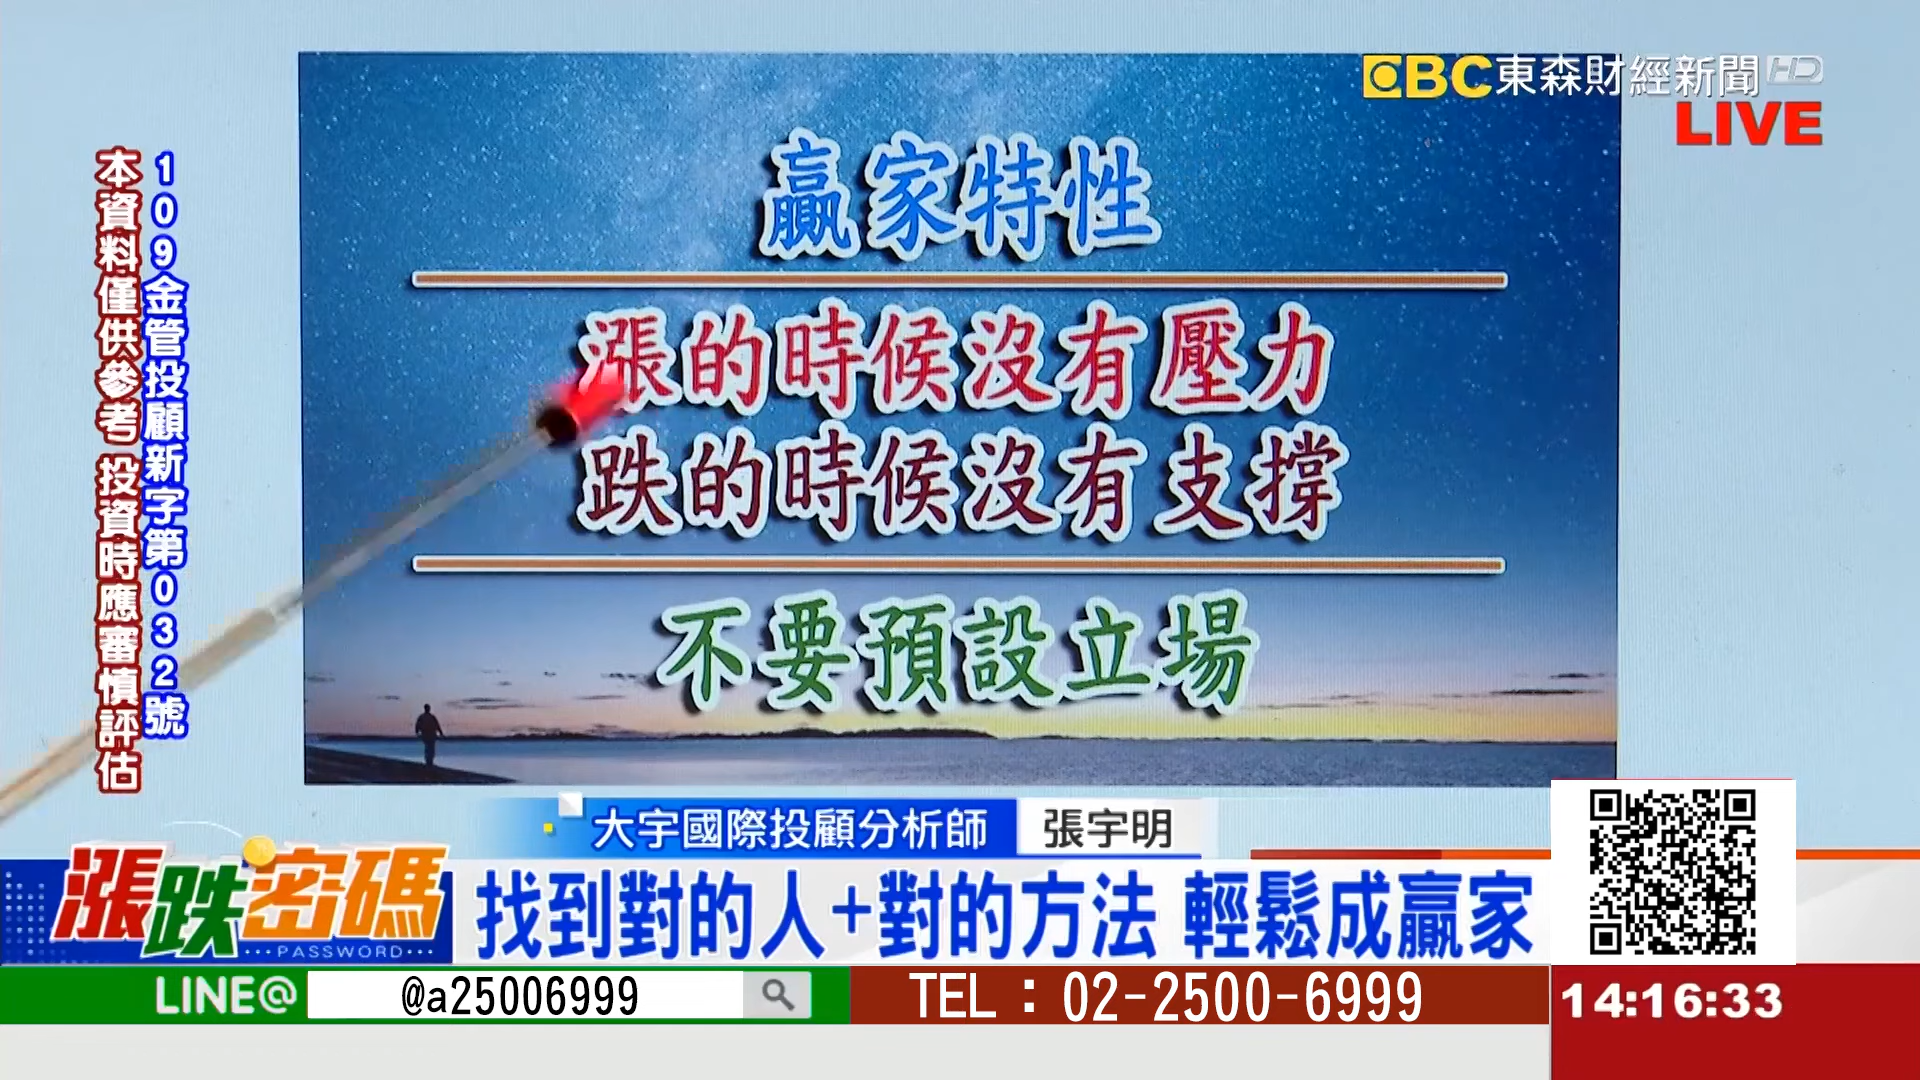 EBC東森財經新聞HD
LIVE
109金管投顧新字第032號
本資料僅供參考 投資時應審慎評估
贏家特性
漲的時候沒有壓力
跌的時候沒有支撐
不要預設立場
大宇國際投顧分析師 張宇明
漲跌密碼
PASSWORD
找到對的人+對的方法 輕鬆成贏家
LINE@ @a25006999
TEL：02-2500-6999
14:16:33